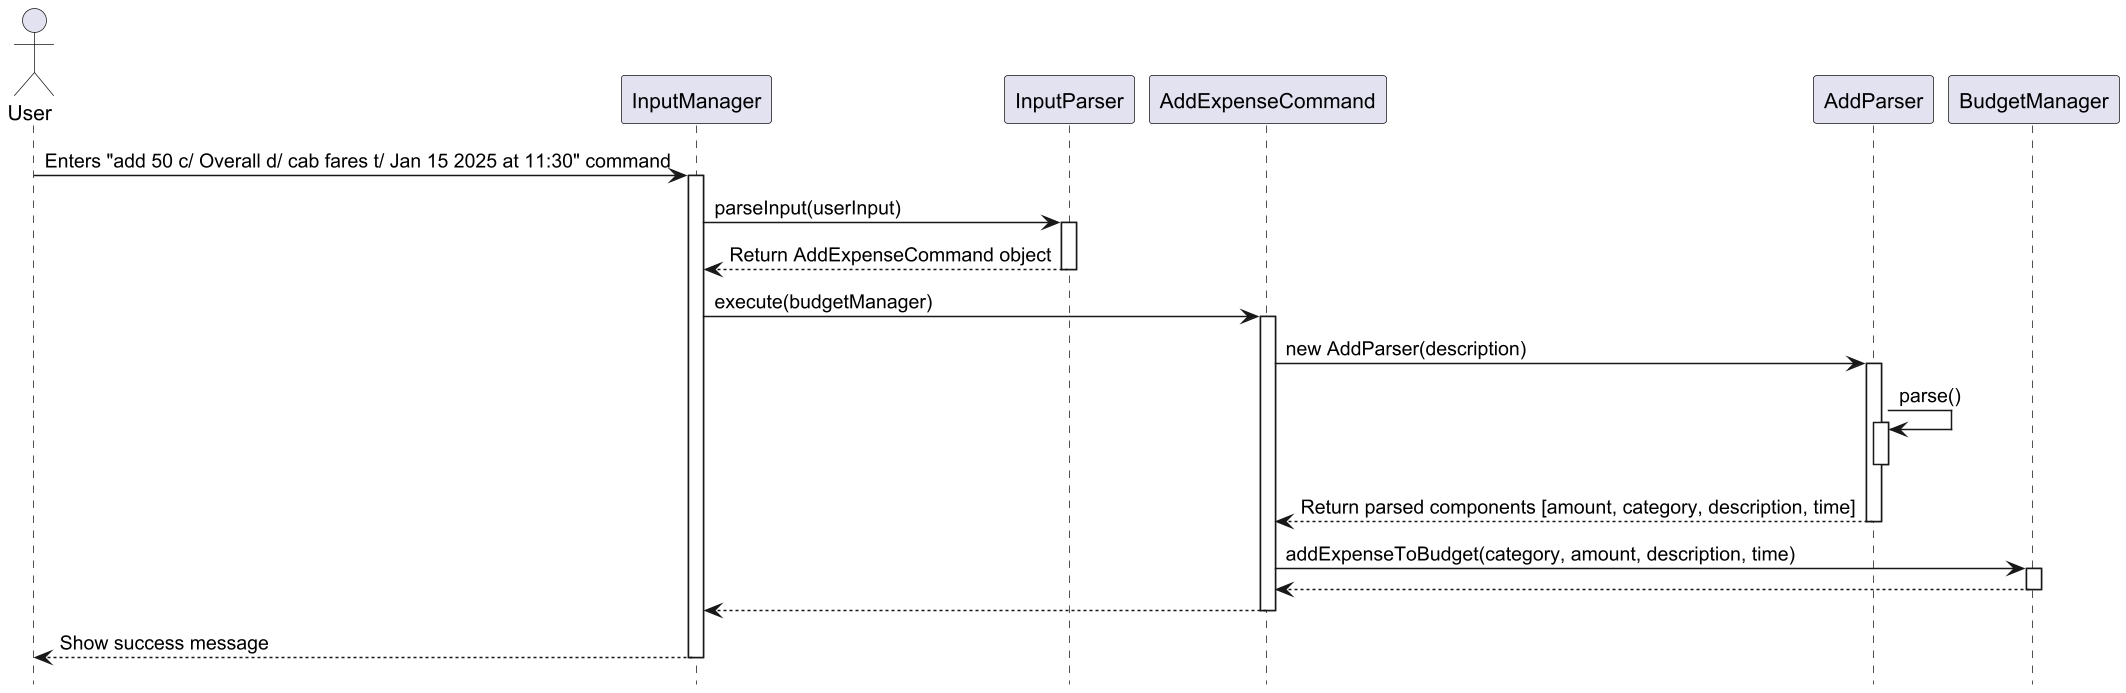 User
InputManager
InputParser
AddExpenseCommand
AddParser
BudgetManager
Enters "add 50 c/ Overall d/ cab fares t/ Jan 15 2025 at 11:30" command
parseInput(userInput)
Return AddExpenseCommand object
execute(budgetManager)
new AddParser(description)
parse()
Return parsed components [amount, category, description, time]
addExpenseToBudget(category, amount, description, time)
Show success message